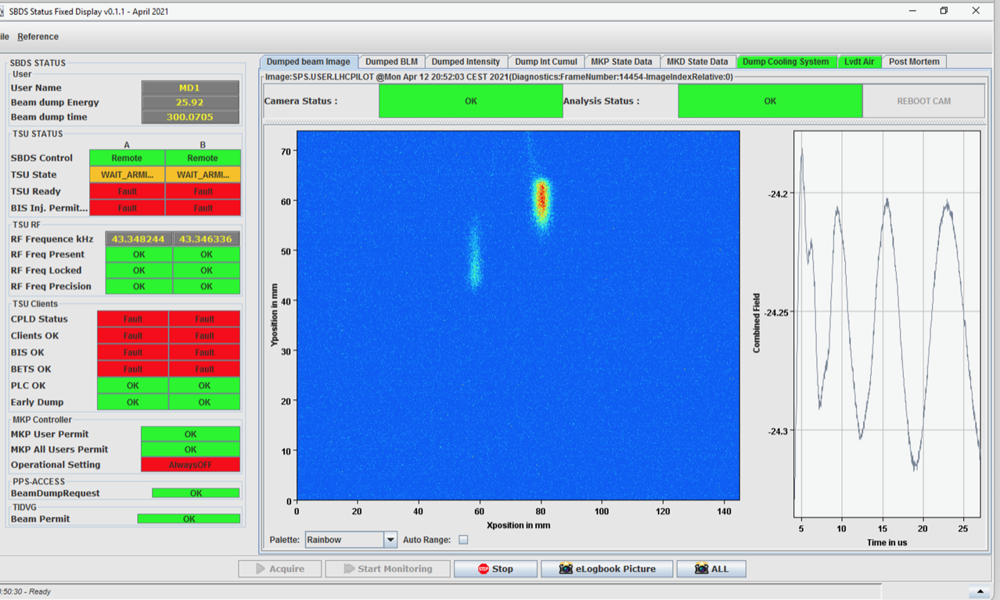 SBDS Status Fixed Display v0.1.1 - April 2021
ile Reference
SBDS STATUS
User
User Name MD1
Beam dump Energy 25.92
Beam dump time 300.0705
TSU STATUS
A B
SBDS Control Remote Remote
TSU State WAIT_ARMI... WAIT_ARMI...
TSU Ready Fault Fault
BIS Inj. Permit... Fault Fault
TSU RF
RF Frequence kHz 43.348244 43.346336
RF Freq Present OK OK
RF Freq Locked OK OK
RF Freq Precision OK OK
TSU Clients
CPLD Status Fault Fault
Clients OK Fault Fault
BIS OK Fault Fault
BETS OK Fault Fault
PLC OK OK OK
Early Dump OK OK
MKP Controller
MKP User Permit OK
MKP All Users Permit OK
Operational Setting AlwaysOFF
PPS-ACCESS
BeamDumpRequest OK
TIDVG
Beam Permit OK
Dumped beam Image Dumped BLM Dumped Intensity Dump Int Cumul MKP State Data MKD State Data Dump Cooling System Lvdt Air Post Mortem
Image:SPS.USER.LHCPILOT @Mon Apr 12 20:52:03 CEST 2021(Diagnostics:FrameNumber:14454-ImageIndexRelative:0)
Camera Status : OK Analysis Status : OK REBOOT CAM
70
60
50
40
30
20
10
0
Yposition in mm
0 20 40 60 80 100 120 140
Xposition in mm
-24.2
-24.25
-24.3
Combined Field
5 10 15 20 25
Time in us
Palette: Rainbow Auto Range:
Acquire Start Monitoring STOP Stop eLogbook Picture ALL
:50:30 - Ready